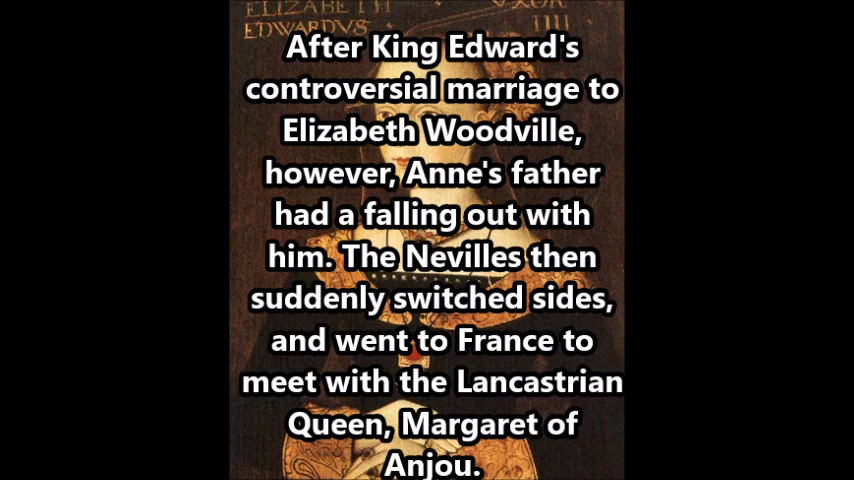 ELIZABETH VXOR
EDWARDVS IIII
After King Edward's
controversial marriage to
Elizabeth Woodville,
however, Anne's father
had a falling out with
him. The Nevilles then
suddenly switched sides,
and went to France to
meet with the Lancastrian
Queen, Margaret of
Anjou.